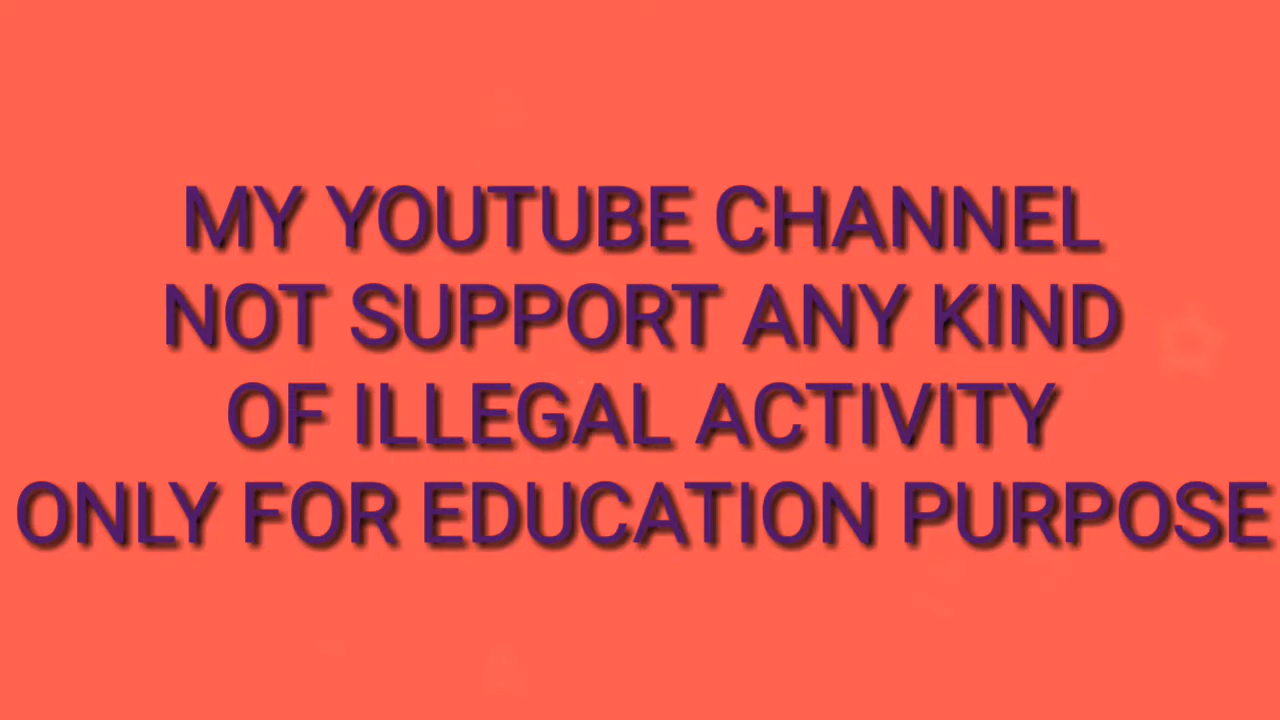 MY YOUTUBE CHANNEL
NOT SUPPORT ANY KIND
OF ILLEGAL ACTIVITY
ONLY FOR EDUCATION PURPOSE